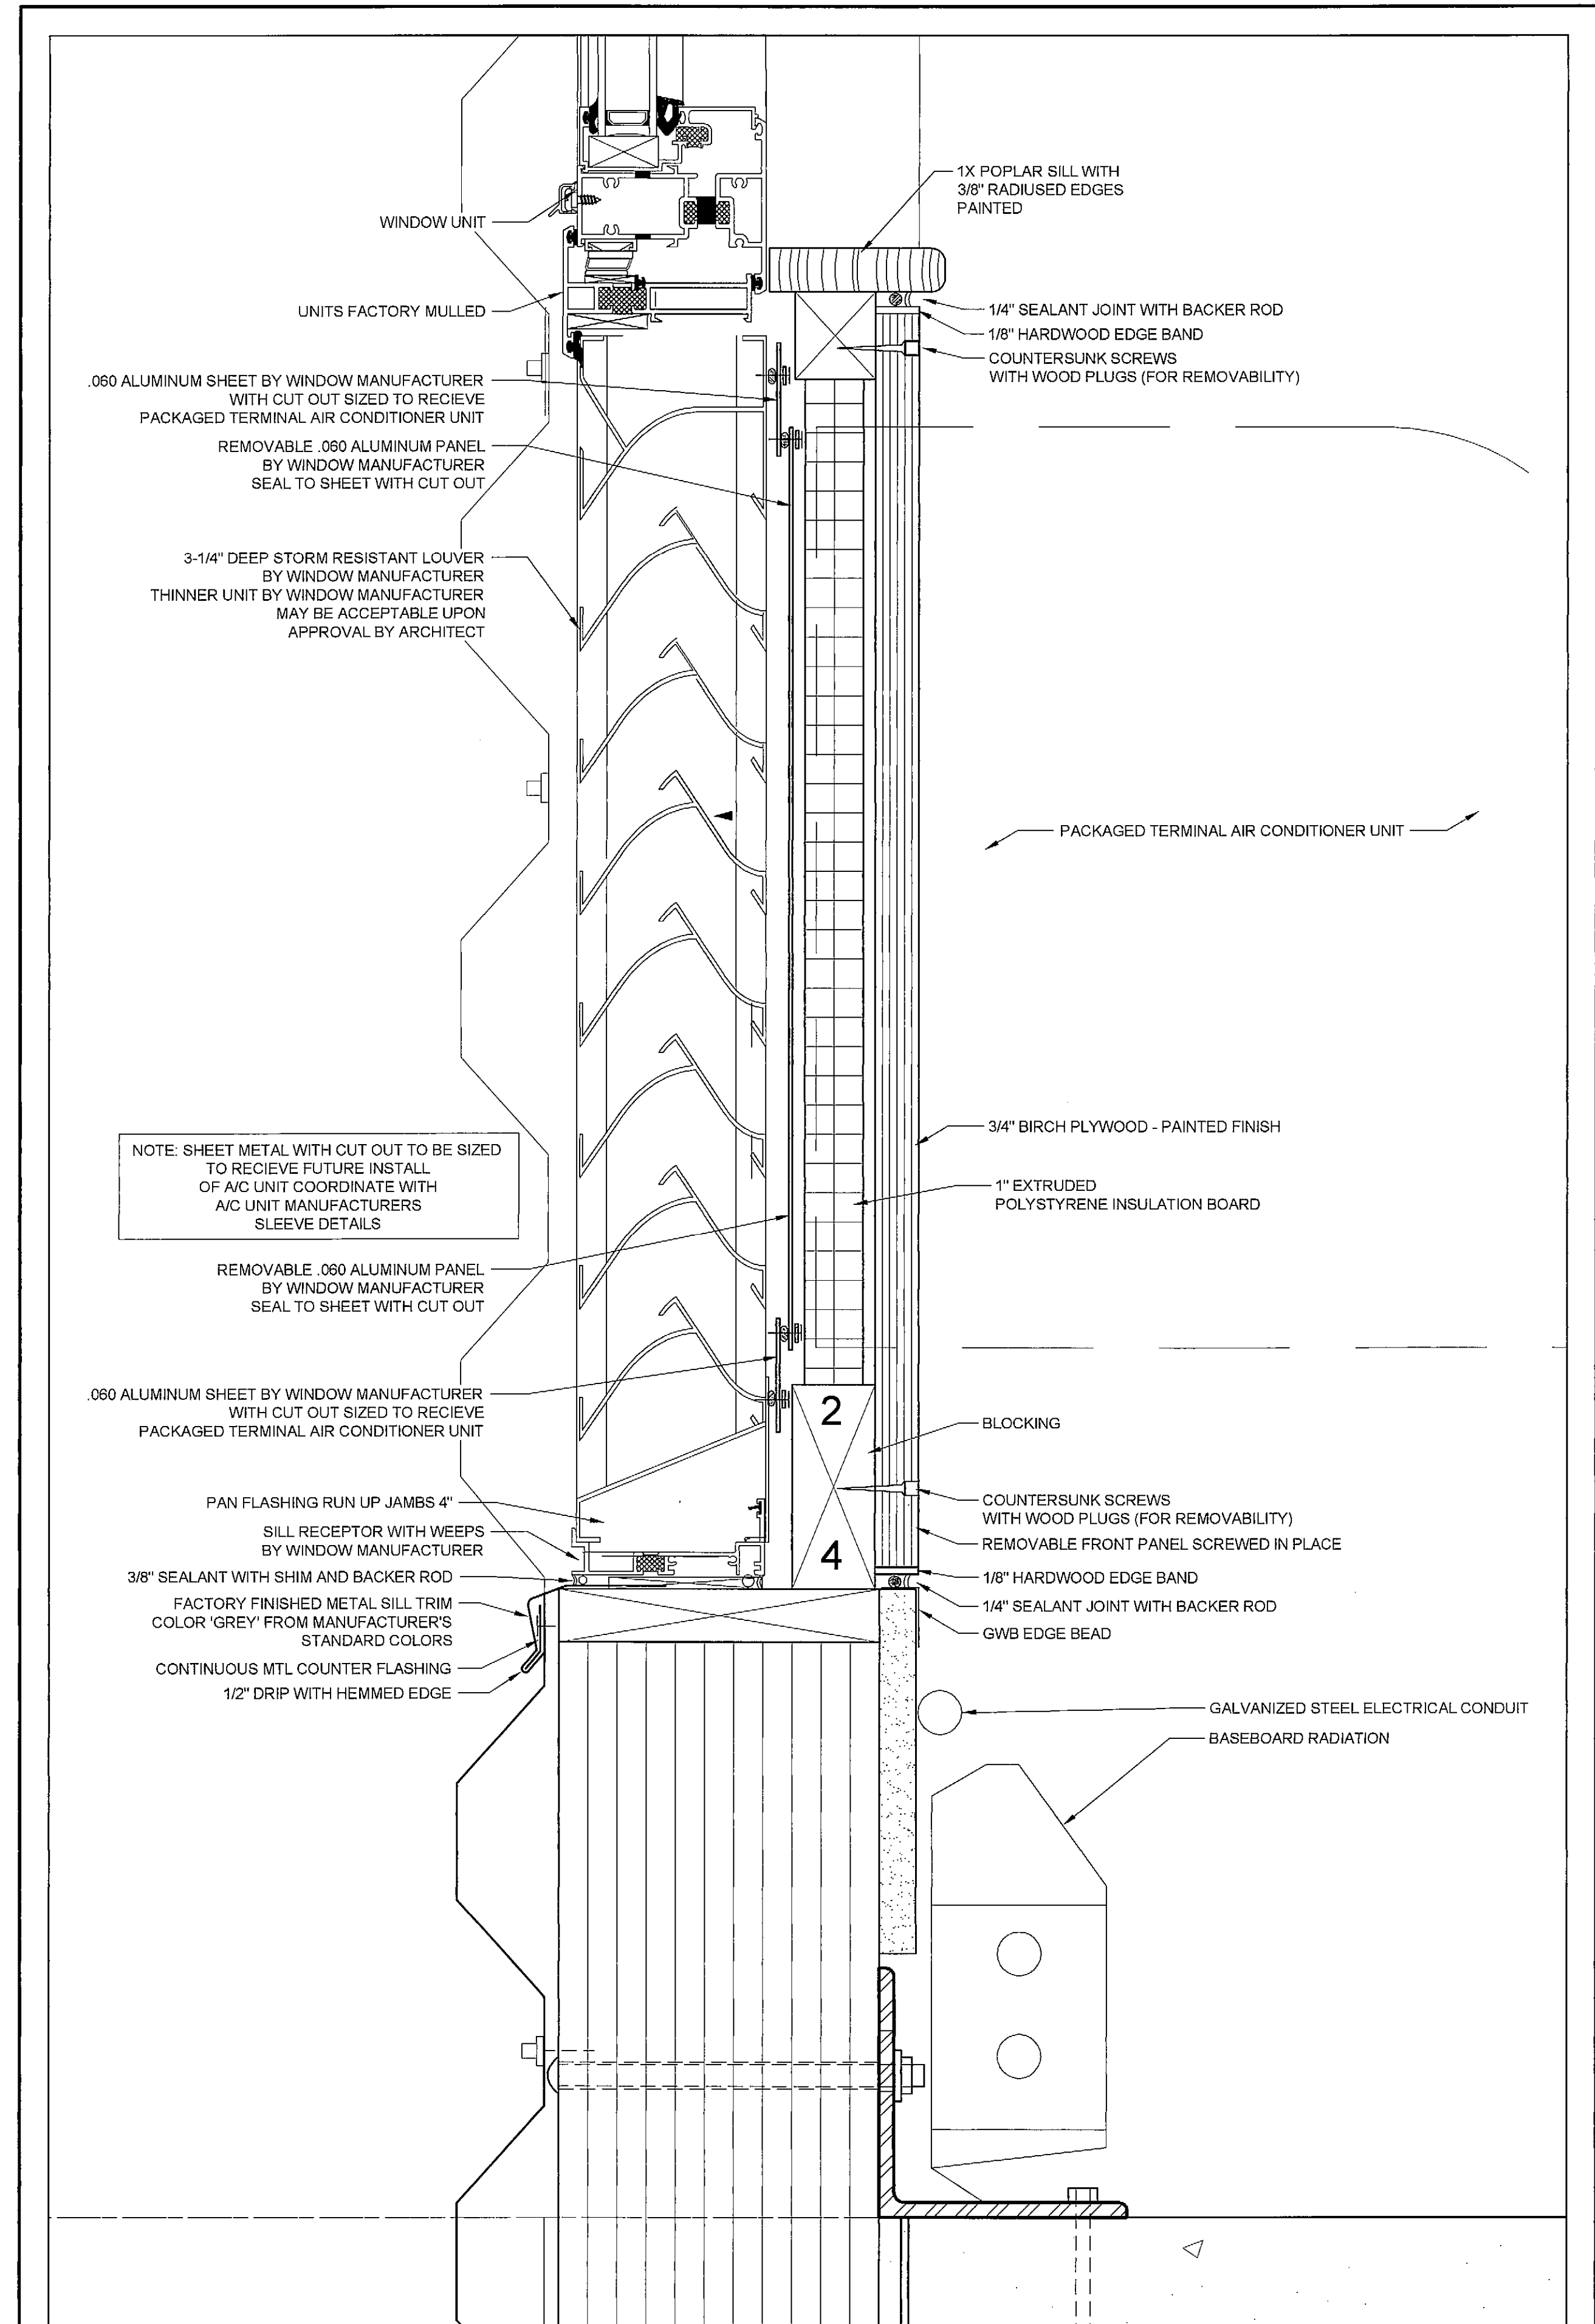 1X POPLAR SILL WITH
3/8" RADIUSED EDGES
PAINTED
WINDOW UNIT
UNITS FACTORY MULLED
1/4" SEALANT JOINT WITH BACKER ROD
1/8" HARDWOOD EDGE BAND
COUNTERSUNK SCREWS
WITH WOOD PLUGS (FOR REMOVABILITY)
.060 ALUMINUM SHEET BY WINDOW MANUFACTURER
WITH CUT OUT SIZED TO RECIEVE
PACKAGED TERMINAL AIR CONDITIONER UNIT
REMOVABLE .060 ALUMINUM PANEL
BY WINDOW MANUFACTURER
SEAL TO SHEET WITH CUT OUT
3-1/4" DEEP STORM RESISTANT LOUVER
BY WINDOW MANUFACTURER
THINNER UNIT BY WINDOW MANUFACTURER
MAY BE ACCEPTABLE UPON
APPROVAL BY ARCHITECT
PACKAGED TERMINAL AIR CONDITIONER UNIT
3/4" BIRCH PLYWOOD - PAINTED FINISH
NOTE: SHEET METAL WITH CUT OUT TO BE SIZED
TO RECIEVE FUTURE INSTALL
OF A/C UNIT COORDINATE WITH
A/C UNIT MANUFACTURERS
SLEEVE DETAILS
1" EXTRUDED
POLYSTYRENE INSULATION BOARD
REMOVABLE .060 ALUMINUM PANEL
BY WINDOW MANUFACTURER
SEAL TO SHEET WITH CUT OUT
.060 ALUMINUM SHEET BY WINDOW MANUFACTURER
WITH CUT OUT SIZED TO RECIEVE
PACKAGED TERMINAL AIR CONDITIONER UNIT
2
BLOCKING
PAN FLASHING RUN UP JAMBS 4"
COUNTERSUNK SCREWS
WITH WOOD PLUGS (FOR REMOVABILITY)
SILL RECEPTOR WITH WEEPS
BY WINDOW MANUFACTURER
4
REMOVABLE FRONT PANEL SCREWED IN PLACE
3/8" SEALANT WITH SHIM AND BACKER ROD
1/8" HARDWOOD EDGE BAND
FACTORY FINISHED METAL SILL TRIM
COLOR 'GREY' FROM MANUFACTURER'S
STANDARD COLORS
1/4" SEALANT JOINT WITH BACKER ROD
GWB EDGE BEAD
CONTINUOUS MTL COUNTER FLASHING
1/2" DRIP WITH HEMMED EDGE
GALVANIZED STEEL ELECTRICAL CONDUIT
BASEBOARD RADIATION